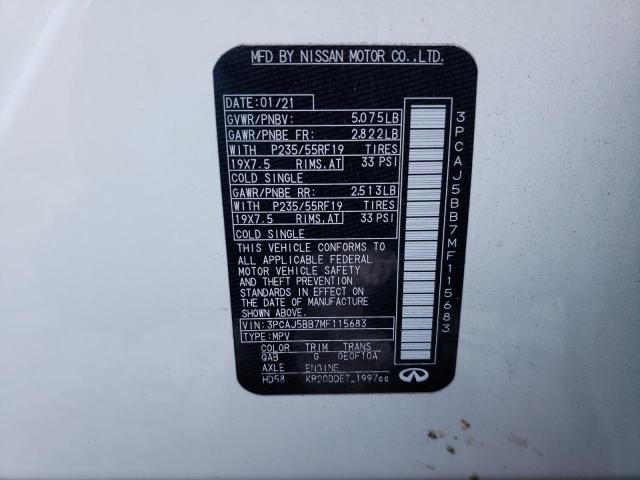 MFD BY NISSAN MOTOR CO.,LTD.
DATE:01/21
GVWR/PNBV: 5,075LB
GAWR/PNBE FR: 2,822LB
WITH P235/55RF19 TIRES
19X7.5 RIMS,AT 33 PSI
COLD SINGLE
GAWR/PNBE RR: 2,513LB
WITH P235/55RF19 TIRES
19X7.5 RIMS,AT 33 PSI
COLD SINGLE
THIS VEHICLE CONFORMS TO
ALL APPLICABLE FEDERAL
MOTOR VEHICLE SAFETY
AND THEFT PREVENTION
STANDARDS IN EFFECT ON
THE DATE OF MANUFACTURE
SHOWN ABOVE.
VIN:3PCAJ5BB7MF115683
TYPE:MPV
COLOR TRIM TRANS
QAB G GE0F10A
AXLE ENGINE
HD58 KR20DDET 1997cc
3PCAJ5BB7MF115683